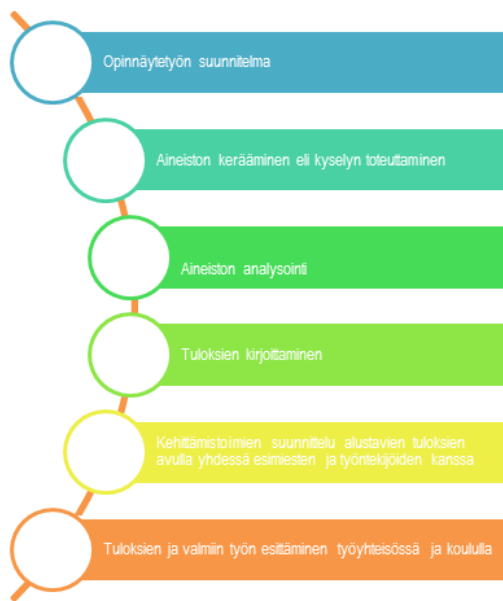 Opinnäytetyön suunnitelma
Aineiston kerääminen eli kyselyn toteuttaminen
Aineiston analysointi
Tuloksien kirjoittaminen
Kehittämistoimien suunnittelu alustavien tuloksien
avulla yhdessä esimiesten ja työntekijöiden kanssa
Tuloksien ja valmiin työn esittäminen työyhteisössä ja koululla